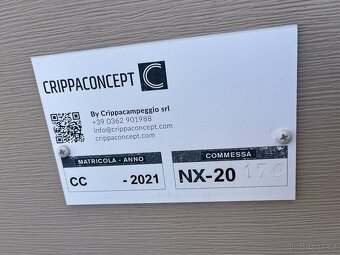 CRIPPACONCEPT C
By Crippacampeggio srl
+39 0362 901988
info@crippaconcept.com
crippaconcept.com
MATRICOLA - ANNO
CC - 2021
COMMESSA
NX-20 179